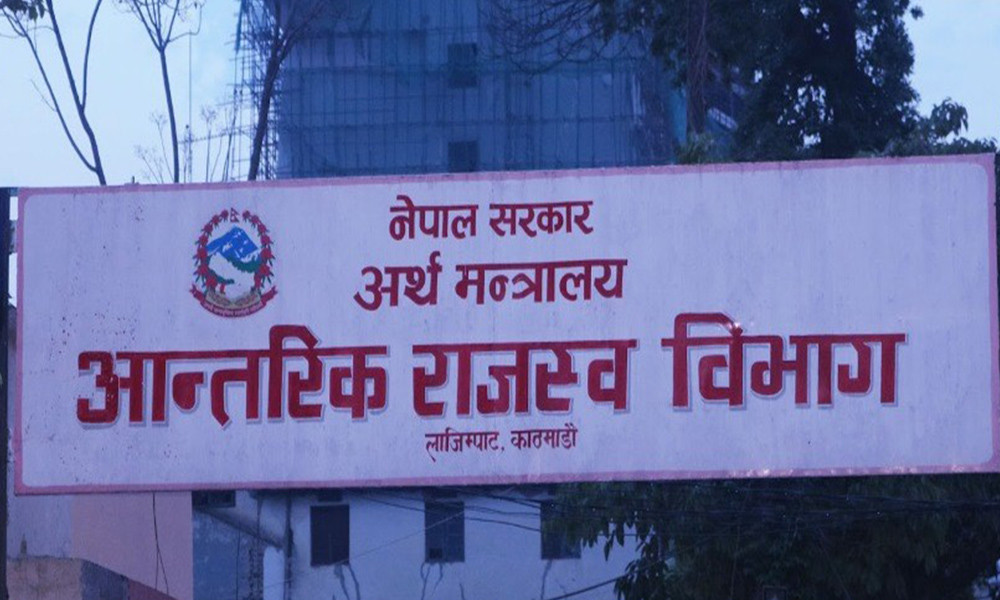 नेपाल सरकार
अर्थ मन्त्रालय
आन्तरिक राजस्व विभाग
लाजिम्पाट, काठमाडौं